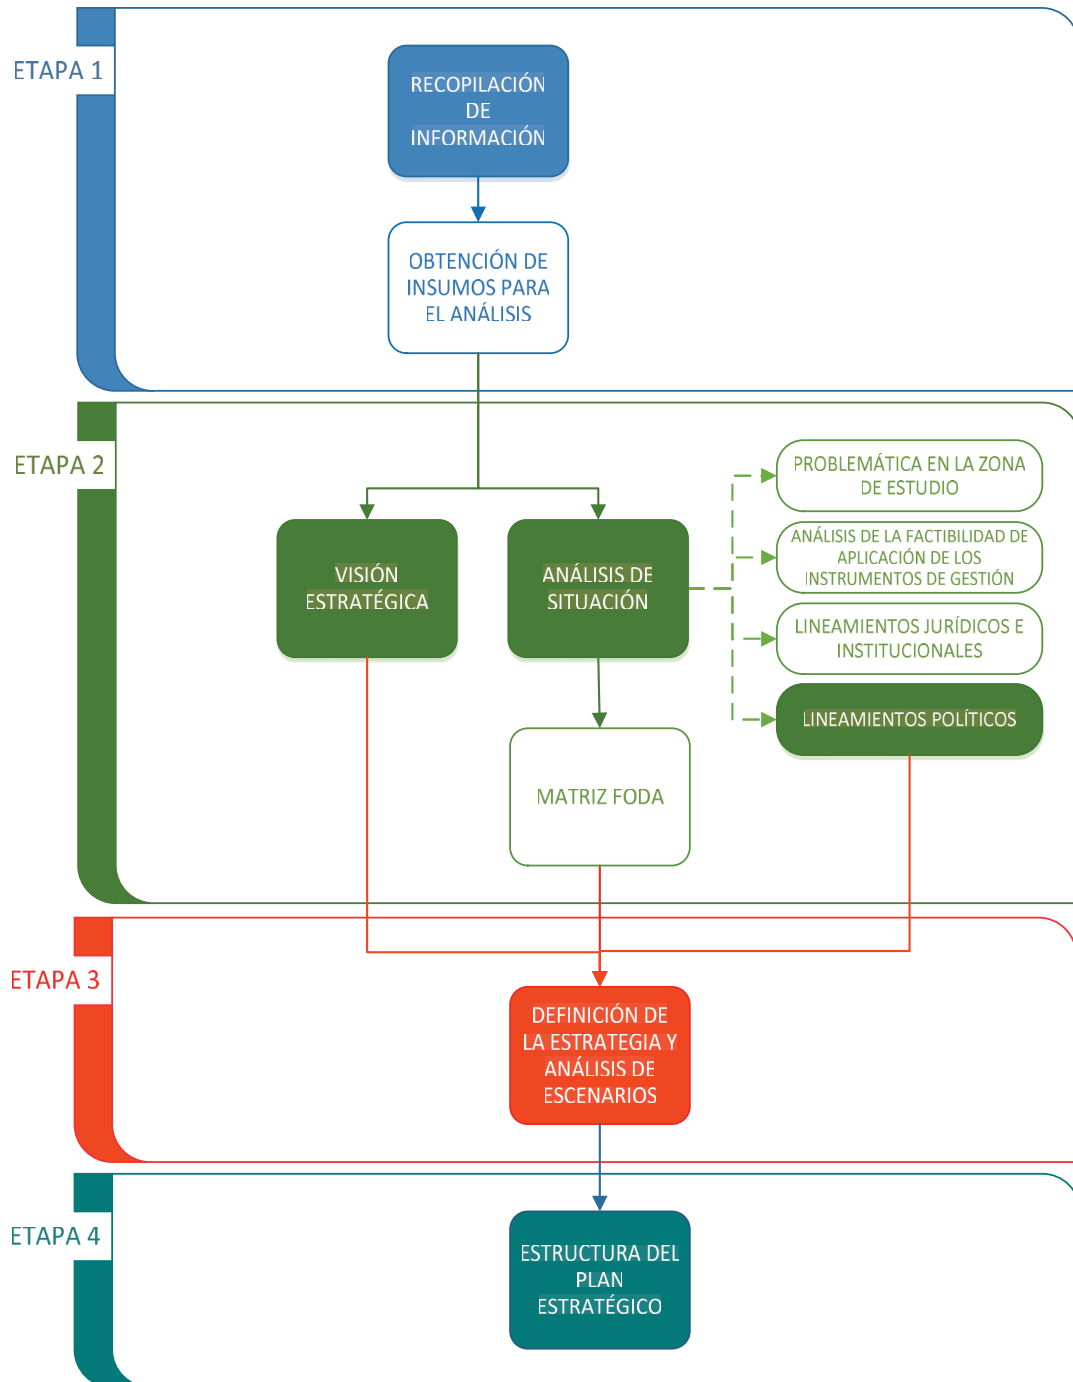 ETAPA 1
RECOPILACIÓN
DE
INFORMACIÓN
OBTENCIÓN DE
INSUMOS PARA
EL ANÁLISIS
ETAPA 2
VISIÓN
ESTRATÉGICA
ANÁLISIS DE
SITUACIÓN
PROBLEMÁTICA EN LA ZONA
DE ESTUDIO
ANÁLISIS DE LA FACTIBILIDAD DE
APLICACIÓN DE LOS
INSTRUMENTOS DE GESTIÓN
LINEAMIENTOS JURÍDICOS E
INSTITUCIONALES
LINEAMIENTOS POLÍTICOS
MATRIZ FODA
ETAPA 3
DEFINICIÓN DE
LA ESTRATEGIA Y
ANÁLISIS DE
ESCENARIOS
ETAPA 4
ESTRUCTURA DEL
PLAN
ESTRATÉGICO